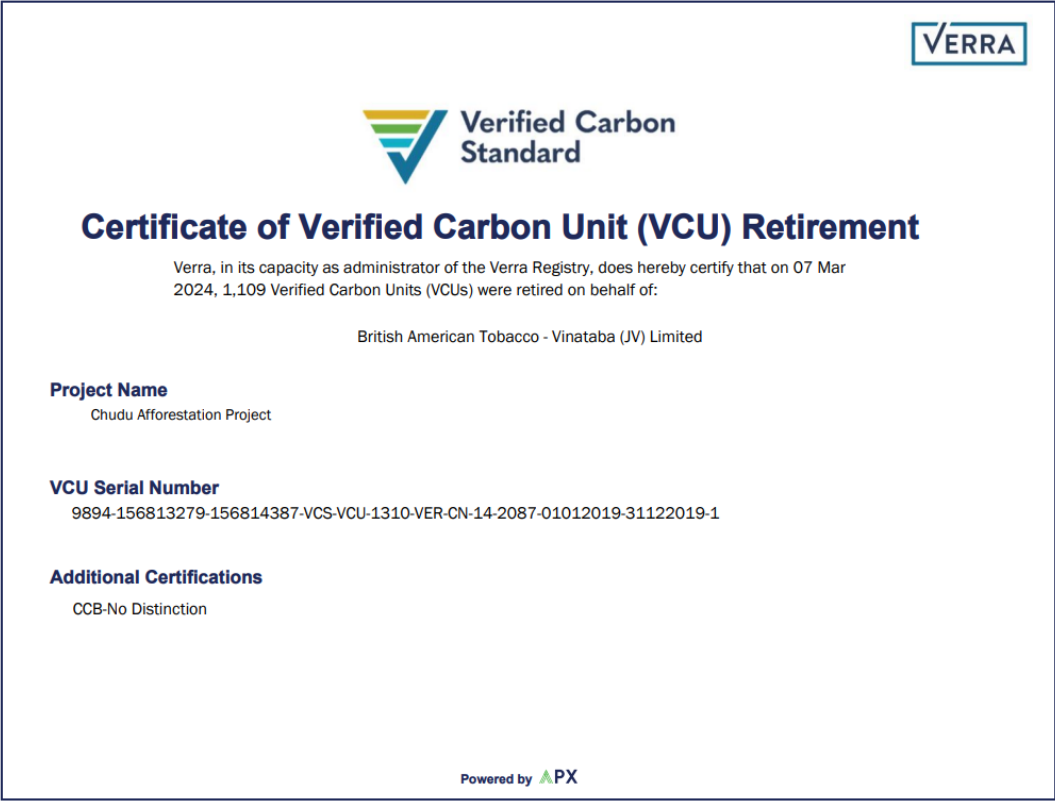 VERRA
Verified Carbon
Standard
Certificate of Verified Carbon Unit (VCU) Retirement
Verra, in its capacity as administrator of the Verra Registry, does hereby certify that on 07 Mar
2024, 1,109 Verified Carbon Units (VCUs) were retired on behalf of:
British American Tobacco - Vinataba (JV) Limited
Project Name
Chudu Afforestation Project
VCU Serial Number
9894-156813279-156814387-VCS-VCU-1310-VER-CN-14-2087-01012019-31122019-1
Additional Certifications
CCB-No Distinction
Powered by APX